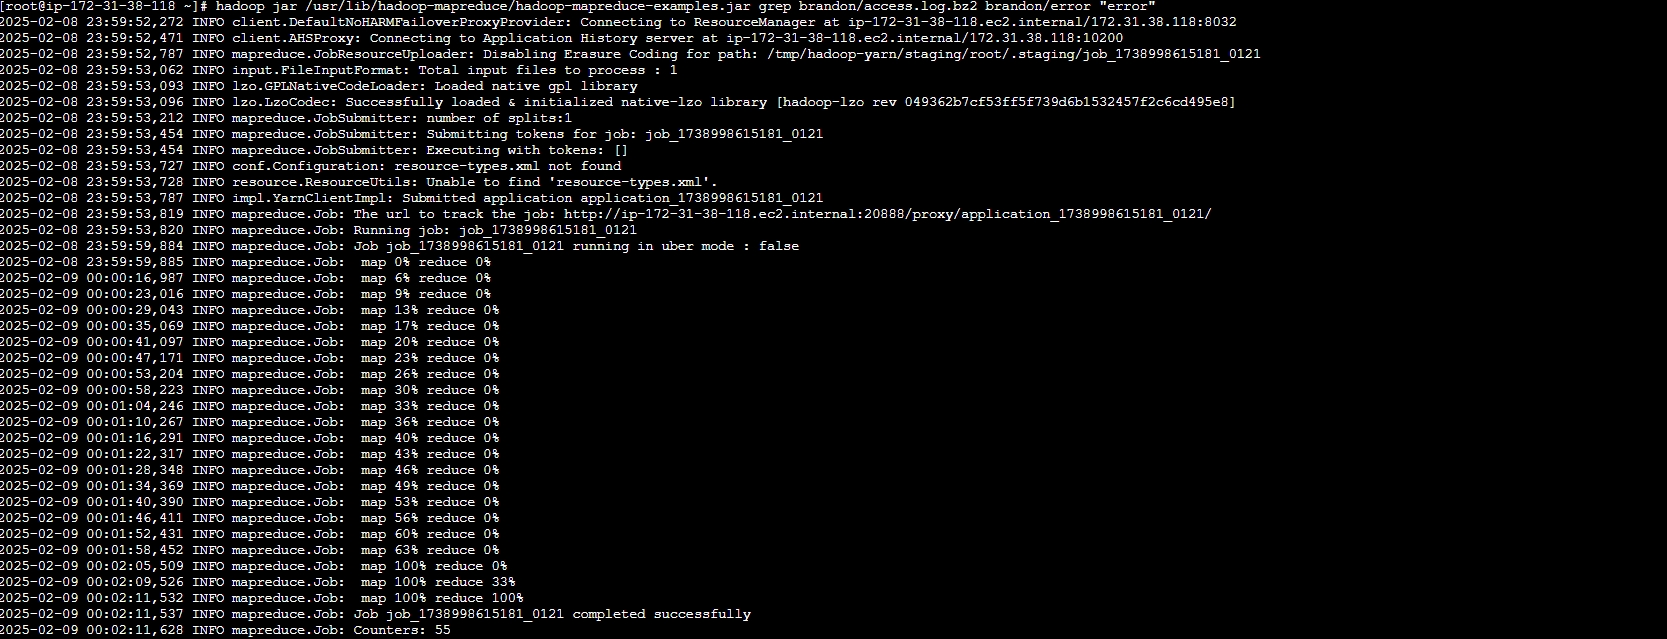 [root@ip-172-31-38-118 ~]# hadoop jar /usr/lib/hadoop-mapreduce/hadoop-mapreduce-examples.jar grep brandon/access.log.bz2 brandon/error "error"
2025-02-08 23:59:52,272 INFO client.DefaultNoHARMFailoverProxyProvider: Connecting to ResourceManager at ip-172-31-38-118.ec2.internal/172.31.38.118:8032
2025-02-08 23:59:52,471 INFO client.AHSProxy: Connecting to Application History server at ip-172-31-38-118.ec2.internal/172.31.38.118:10200
2025-02-08 23:59:52,787 INFO mapreduce.JobResourceUploader: Disabling Erasure Coding for path: /tmp/hadoop-yarn/staging/root/.staging/job_1738998615181_0121
2025-02-08 23:59:53,062 INFO input.FileInputFormat: Total input files to process : 1
2025-02-08 23:59:53,093 INFO lzo.GPLNativeCodeLoader: Loaded native gpl library
2025-02-08 23:59:53,096 INFO lzo.LzoCodec: Successfully loaded & initialized native-lzo library [hadoop-lzo rev 049362b7cf53ff5f739d6b1532457f2c6cd495e8]
2025-02-08 23:59:53,212 INFO mapreduce.JobSubmitter: number of splits:1
2025-02-08 23:59:53,454 INFO mapreduce.JobSubmitter: Submitting tokens for job: job_1738998615181_0121
2025-02-08 23:59:53,454 INFO mapreduce.JobSubmitter: Executing with tokens: []
2025-02-08 23:59:53,727 INFO conf.Configuration: resource-types.xml not found
2025-02-08 23:59:53,728 INFO resource.ResourceUtils: Unable to find 'resource-types.xml'.
2025-02-08 23:59:53,787 INFO impl.YarnClientImpl: Submitted application application_1738998615181_0121
2025-02-08 23:59:53,819 INFO mapreduce.Job: The url to track the job: http://ip-172-31-38-118.ec2.internal:20888/proxy/application_1738998615181_0121/
2025-02-08 23:59:53,820 INFO mapreduce.Job: Running job: job_1738998615181_0121
2025-02-08 23:59:59,884 INFO mapreduce.Job: Job job_1738998615181_0121 running in uber mode : false
2025-02-08 23:59:59,885 INFO mapreduce.Job:  map 0% reduce 0%
2025-02-09 00:00:16,987 INFO mapreduce.Job:  map 6% reduce 0%
2025-02-09 00:00:23,016 INFO mapreduce.Job:  map 9% reduce 0%
2025-02-09 00:00:29,043 INFO mapreduce.Job:  map 13% reduce 0%
2025-02-09 00:00:35,069 INFO mapreduce.Job:  map 17% reduce 0%
2025-02-09 00:00:41,097 INFO mapreduce.Job:  map 20% reduce 0%
2025-02-09 00:00:47,171 INFO mapreduce.Job:  map 23% reduce 0%
2025-02-09 00:00:53,204 INFO mapreduce.Job:  map 26% reduce 0%
2025-02-09 00:00:58,223 INFO mapreduce.Job:  map 30% reduce 0%
2025-02-09 00:01:04,246 INFO mapreduce.Job:  map 33% reduce 0%
2025-02-09 00:01:10,267 INFO mapreduce.Job:  map 36% reduce 0%
2025-02-09 00:01:16,291 INFO mapreduce.Job:  map 40% reduce 0%
2025-02-09 00:01:22,317 INFO mapreduce.Job:  map 43% reduce 0%
2025-02-09 00:01:28,348 INFO mapreduce.Job:  map 46% reduce 0%
2025-02-09 00:01:34,369 INFO mapreduce.Job:  map 49% reduce 0%
2025-02-09 00:01:40,390 INFO mapreduce.Job:  map 53% reduce 0%
2025-02-09 00:01:46,411 INFO mapreduce.Job:  map 56% reduce 0%
2025-02-09 00:01:52,431 INFO mapreduce.Job:  map 60% reduce 0%
2025-02-09 00:01:58,452 INFO mapreduce.Job:  map 63% reduce 0%
2025-02-09 00:02:05,509 INFO mapreduce.Job:  map 100% reduce 0%
2025-02-09 00:02:09,526 INFO mapreduce.Job:  map 100% reduce 33%
2025-02-09 00:02:11,532 INFO mapreduce.Job:  map 100% reduce 100%
2025-02-09 00:02:11,537 INFO mapreduce.Job: Job job_1738998615181_0121 completed successfully
2025-02-09 00:02:11,628 INFO mapreduce.Job: Counters: 55